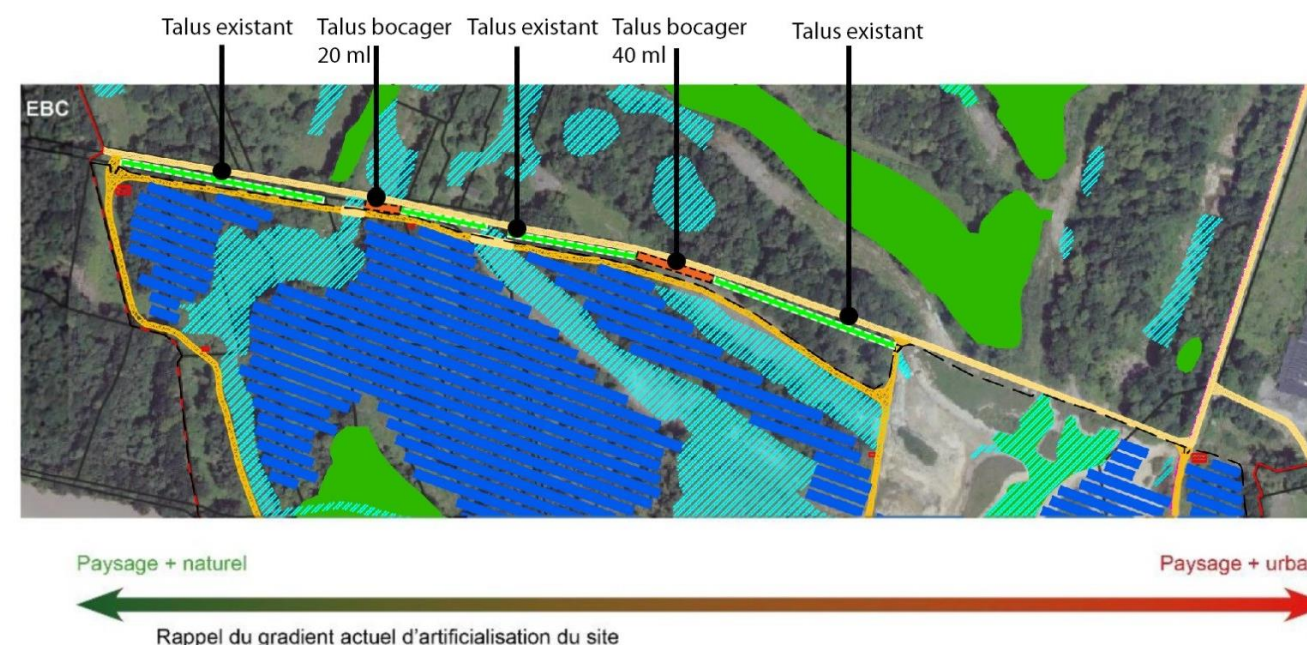 Talus existant
Talus bocager
20 ml
Talus existant
Talus bocager
40 ml
Talus existant
EBC
Paysage + naturel
Paysage + urba
Rappel du gradient actuel d'artificialisation du site